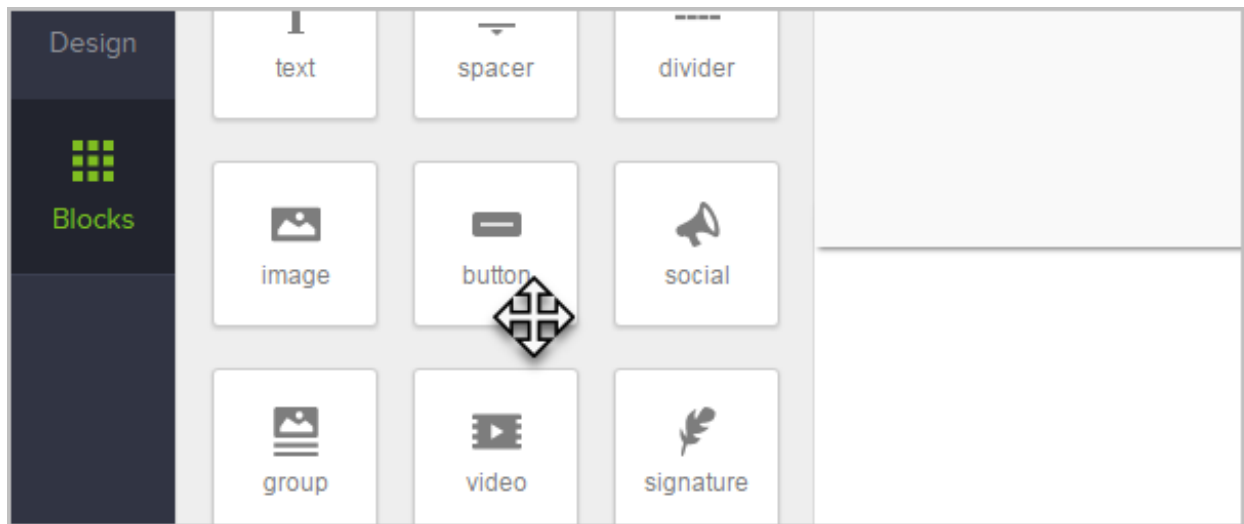 Design
text spacer divider
Blocks
image button social
group video signature